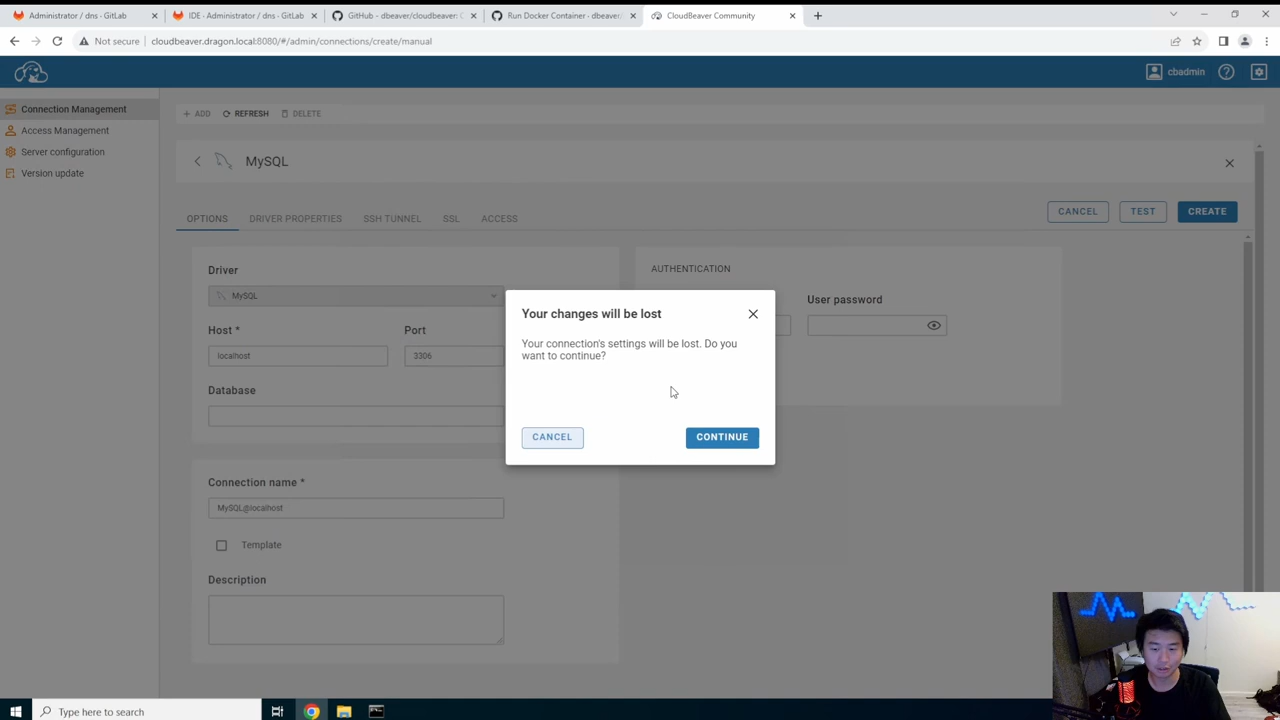 Administrator / dns - GitLab
IDE - Administrator / dns - GitLab
GitHub - dbeaver/cloudbeaver: C
Run Docker Container - dbeaver/
CloudBeaver Community
Not secure
cloudbeaver.dragon.local:8080/#/admin/connections/create/manual
cbadmin
Connection Management
Access Management
Server configuration
Version update
ADD
REFRESH
DELETE
MySQL
OPTIONS
DRIVER PROPERTIES
SSH TUNNEL
SSL
ACCESS
CANCEL
TEST
CREATE
Driver
MySQL
Host *
Port
localhost
3306
Database
Connection name *
MySQL@localhost
Template
Description
AUTHENTICATION
User password
Your changes will be lost
Your connection's settings will be lost. Do you
want to continue?
CANCEL
CONTINUE
Type here to search